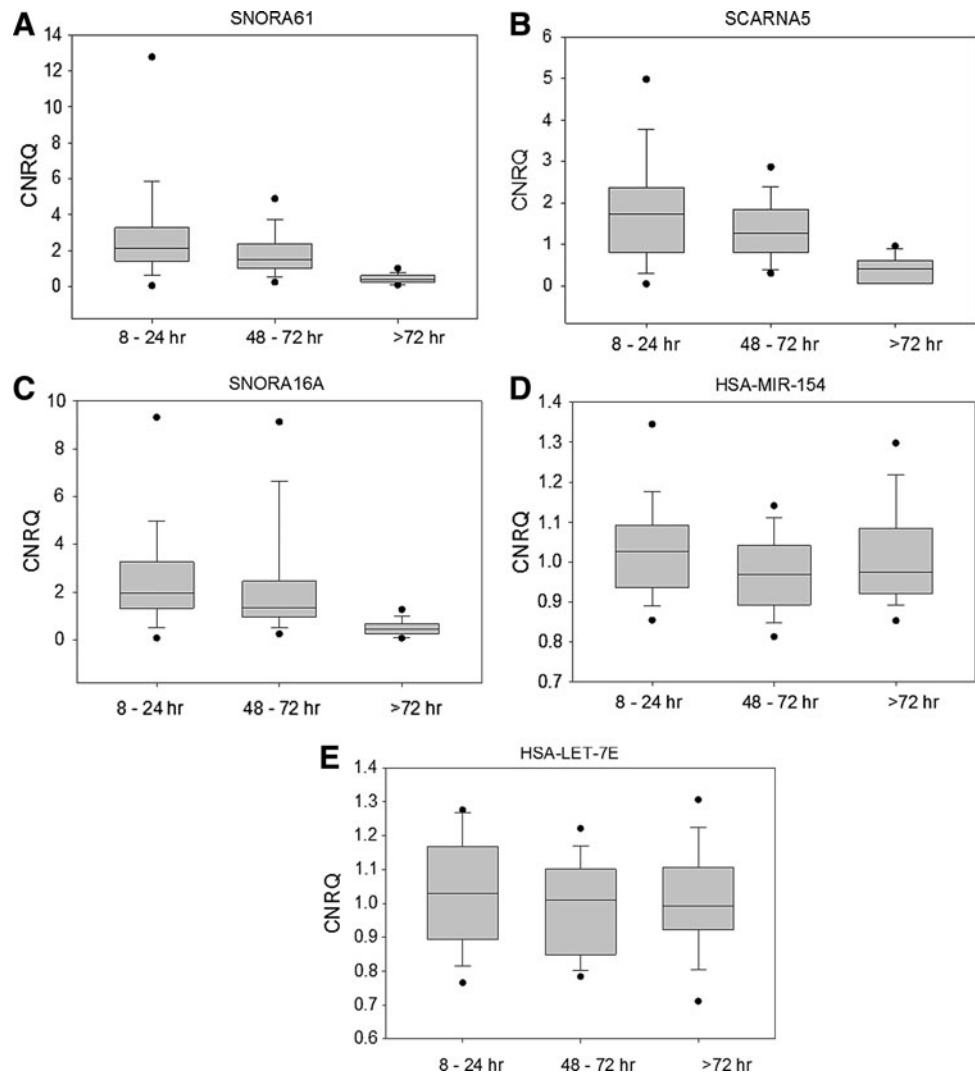 A
SNORA61
14
12
10
8
6
4
2
0
CNRQ
8 - 24 hr
48 - 72 hr
>72 hr
B
SCARNA5
6
5
4
3
2
1
0
CNRQ
8 - 24 hr
48 - 72 hr
>72 hr
C
SNORA16A
10
8
6
4
2
0
CNRQ
8 - 24 hr
48 - 72 hr
>72 hr
D
HSA-MIR-154
1.4
1.3
1.2
1.1
1.0
0.9
0.8
0.7
CNRQ
8 - 24 hr
48 - 72 hr
>72 hr
E
HSA-LET-7E
1.4
1.3
1.2
1.1
1.0
0.9
0.8
0.7
0.6
CNRQ
8 - 24 hr
48 - 72 hr
>72 hr